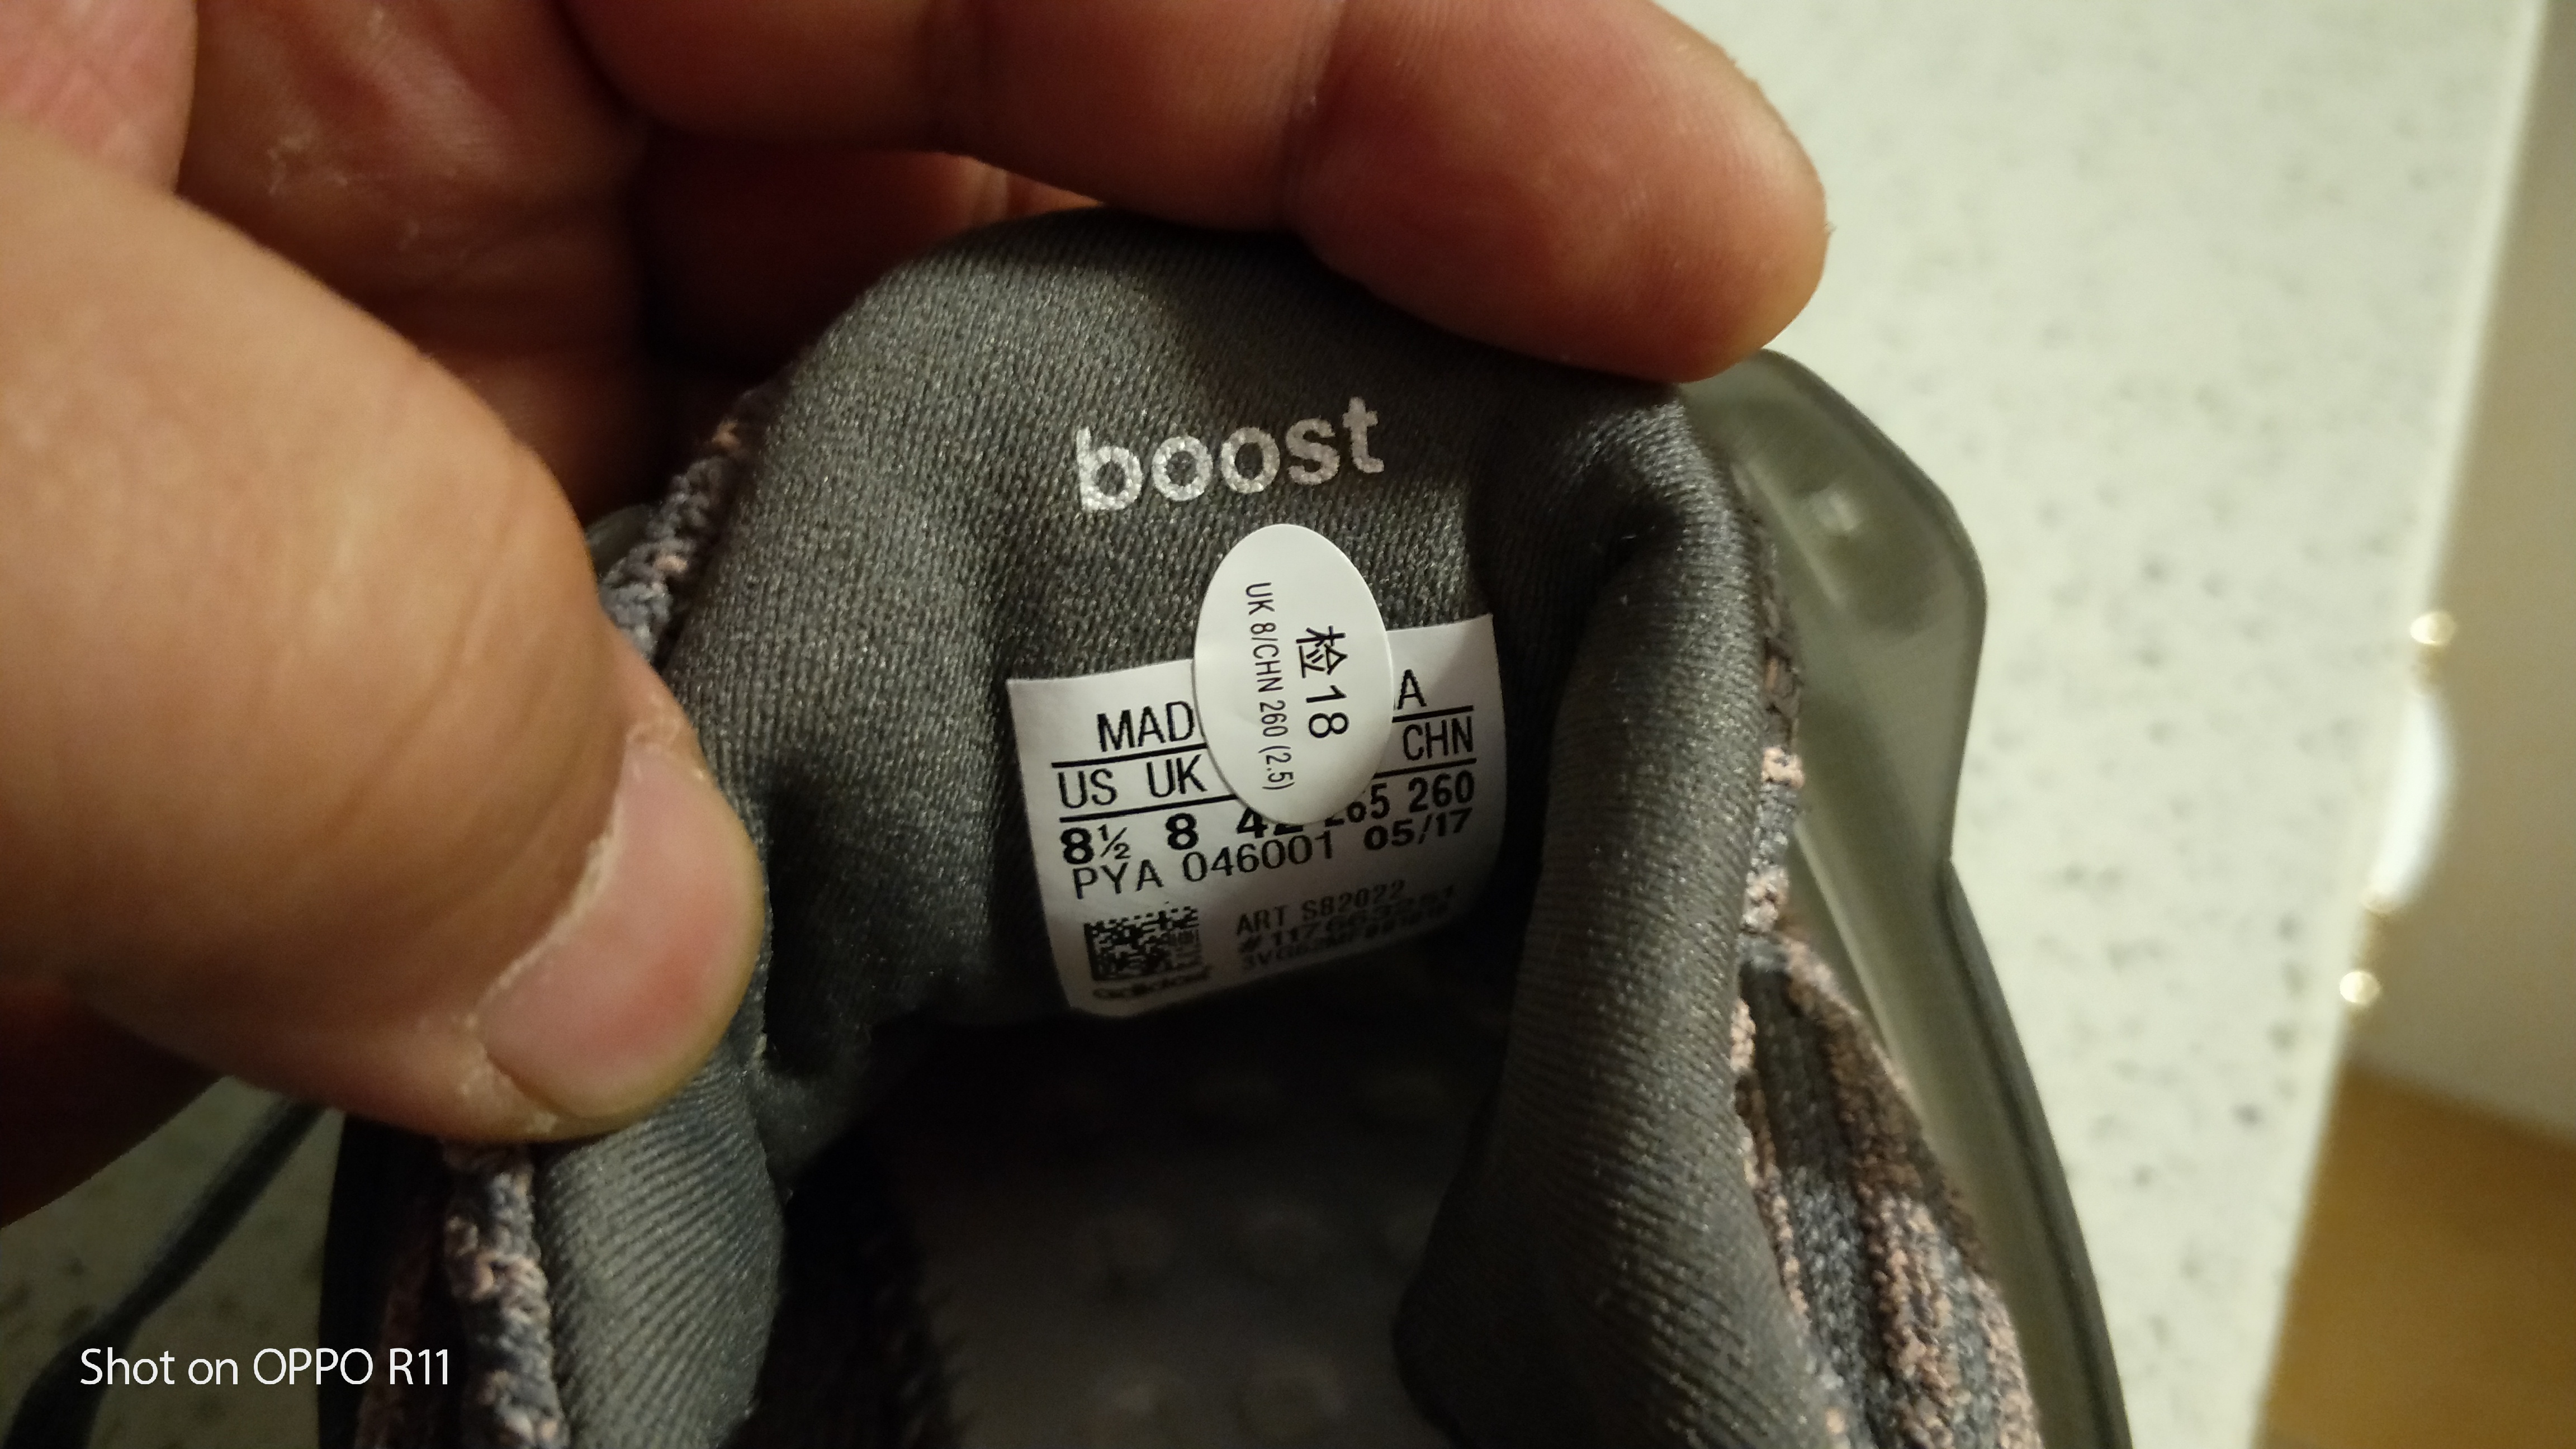 boost
检18
UK 8/CHN 260 (2.5)
MAD A
US UK CHN
8½ 8 42 265 260
PYA 046001 05/17
ART S82022
adidas
Shot on OPPO R11